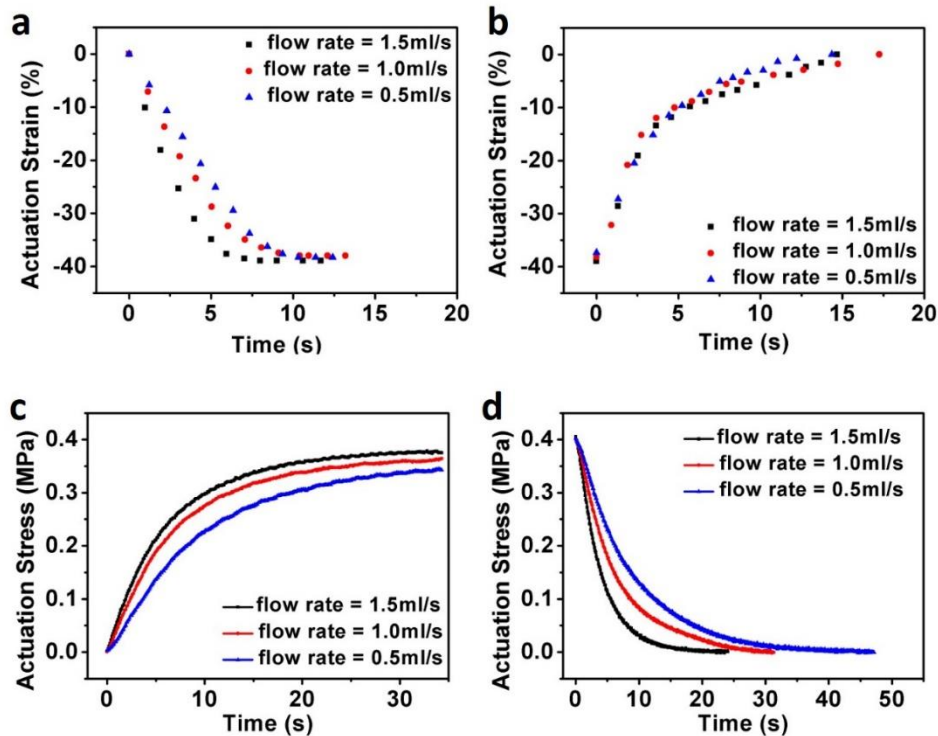 a
flow rate = 1.5ml/s
flow rate = 1.0ml/s
flow rate = 0.5ml/s
Actuation Strain (%)
0
-10
-20
-30
-40
0 5 10 15 20
Time (s)
b
Actuation Strain (%)
0
-10
-20
-30
-40
flow rate = 1.5ml/s
flow rate = 1.0ml/s
flow rate = 0.5ml/s
0 5 10 15 20
Time (s)
c
Actuation Stress (MPa)
0.4
0.3
0.2
0.1
0.0
flow rate = 1.5ml/s
flow rate = 1.0ml/s
flow rate = 0.5ml/s
0 10 20 30
Time (s)
d
flow rate = 1.5ml/s
flow rate = 1.0ml/s
flow rate = 0.5ml/s
Actuation Stress (MPa)
0.4
0.3
0.2
0.1
0.0
0 10 20 30 40 50
Time (s)